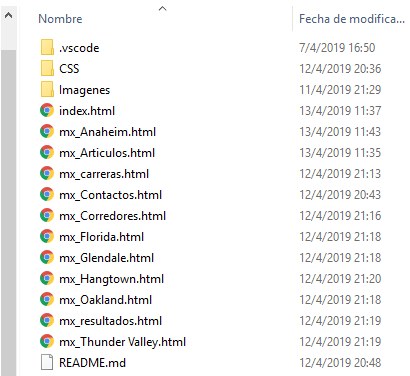 Nombre Fecha de modifica...
.vscode 7/4/2019 16:50
CSS 12/4/2019 20:36
Imagenes 11/4/2019 21:29
index.html 13/4/2019 11:37
mx_Anaheim.html 13/4/2019 11:43
mx_Articulos.html 13/4/2019 11:35
mx_carreras.html 12/4/2019 21:13
mx_Contactos.html 12/4/2019 20:43
mx_Corredores.html 12/4/2019 21:16
mx_Florida.html 12/4/2019 21:18
mx_Glendale.html 12/4/2019 21:18
mx_Hangtown.html 12/4/2019 21:20
mx_Oakland.html 12/4/2019 21:18
mx_resultados.html 12/4/2019 21:19
mx_Thunder Valley.html 12/4/2019 21:19
README.md 12/4/2019 20:48